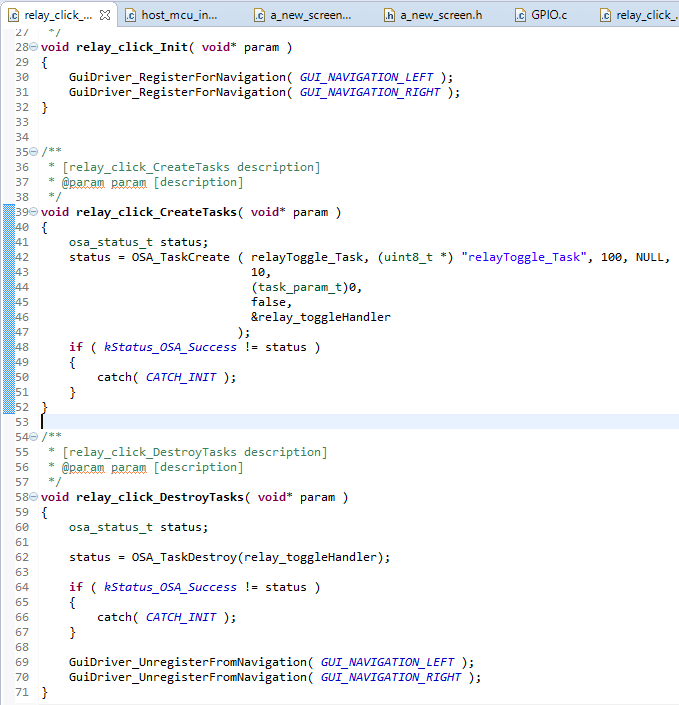 relay_click_... host_mcu_in... a_new_screen... a_new_screen.h GPIO.c relay_click_...
27  */
28 void relay_click_Init( void* param )
29 {
30     GuiDriver_RegisterForNavigation( GUI_NAVIGATION_LEFT );
31     GuiDriver_RegisterForNavigation( GUI_NAVIGATION_RIGHT );
32 }
33
34
35 /**
36  * [relay_click_CreateTasks description]
37  * @param param [description]
38  */
39 void relay_click_CreateTasks( void* param )
40 {
41     osa_status_t status;
42     status = OSA_TaskCreate ( relayToggle_Task, (uint8_t *) "relayToggle_Task", 100, NULL,
43                               10,
44                               (task_param_t)0,
45                               false,
46                               &relay_toggleHandler
47                             );
48     if ( kStatus_OSA_Success != status )
49     {
50         catch( CATCH_INIT );
51     }
52 }
53
54 /**
55  * [relay_click_DestroyTasks description]
56  * @param param [description]
57  */
58 void relay_click_DestroyTasks( void* param )
59 {
60     osa_status_t status;
61
62     status = OSA_TaskDestroy(relay_toggleHandler);
63
64     if ( kStatus_OSA_Success != status )
65     {
66         catch( CATCH_INIT );
67     }
68
69     GuiDriver_UnregisterFromNavigation( GUI_NAVIGATION_LEFT );
70     GuiDriver_UnregisterFromNavigation( GUI_NAVIGATION_RIGHT );
71 }